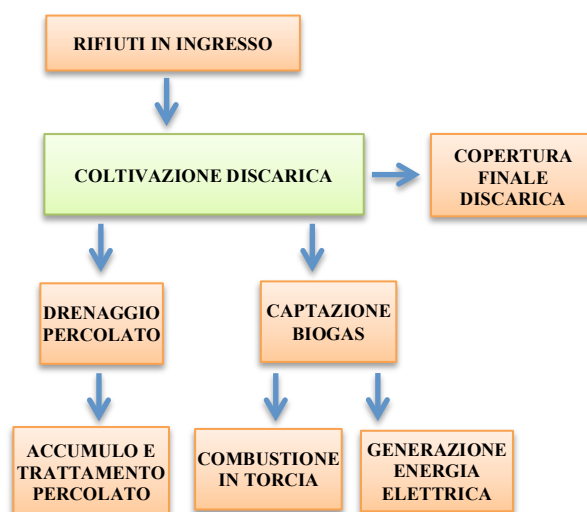 RIFIUTI IN INGRESSO
COLTIVAZIONE DISCARICA
COPERTURA
FINALE
DISCARICA
DRENAGGIO
PERCOLATO
CAPTAZIONE
BIOGAS
ACCUMULO E
TRATTAMENTO
PERCOLATO
COMBUSTIONE
IN TORCIA
GENERAZIONE
ENERGIA
ELETTRICA